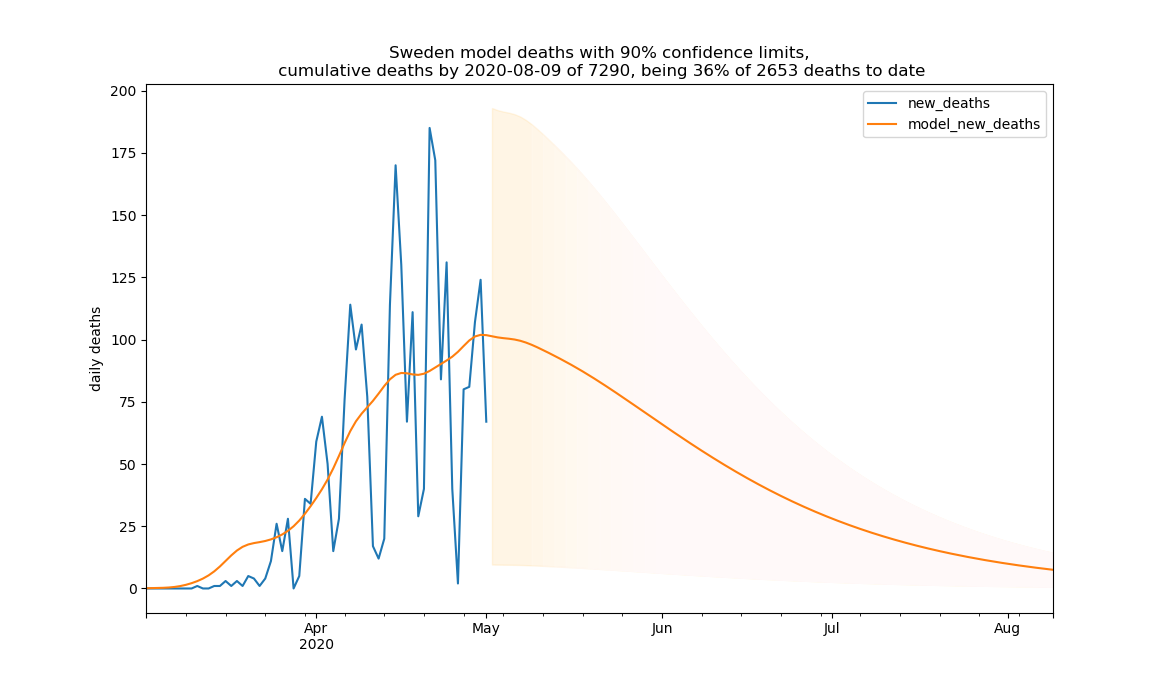 Sweden model deaths with 90% confidence limits,
cumulative deaths by 2020-08-09 of 7290, being 36% of 2653 deaths to date
new_deaths
model_new_deaths
daily deaths
200
175
150
125
100
75
50
25
0
Apr
2020
May
Jun
Jul
Aug